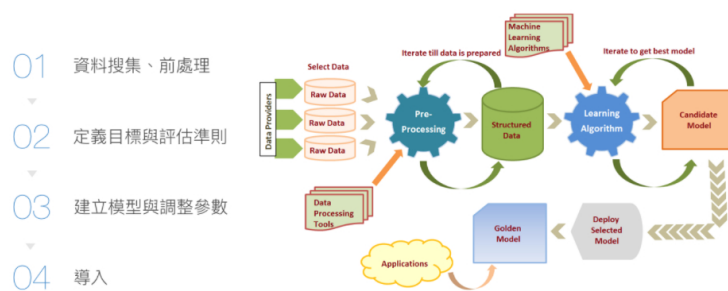 01 資料搜集、前處理
02 定義目標與評估準則
03 建立模型與調整參數
04 導入
Machine
Learning
Algorithms
Iterate till data is prepared
Iterate to get best model
Select Data
Data Providers
Raw Data
Raw Data
Raw Data
Pre-
Processing
Structured
Data
Learning
Algorithm
Candidate
Model
Data
Processing
Tools
Golden
Model
Deploy
Selected
Model
Applications